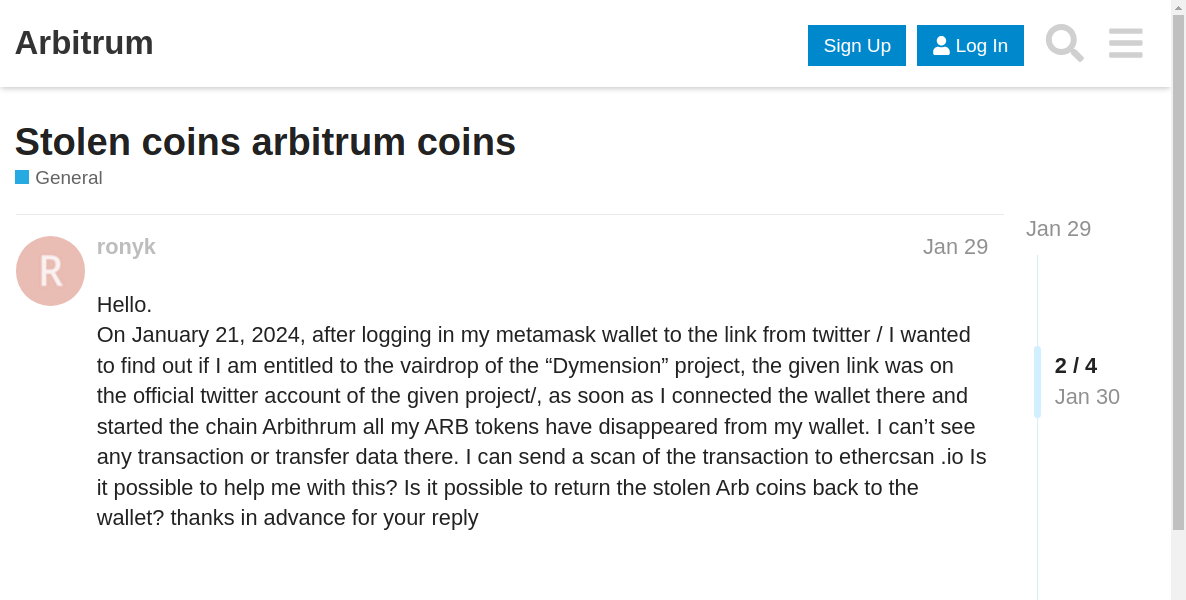 Arbitrum
Sign Up
Log In
Stolen coins arbitrum coins
General
R
ronyk
Jan 29
Jan 29
Hello.
On January 21, 2024, after logging in my metamask wallet to the link from twitter / I wanted
to find out if I am entitled to the vairdrop of the “Dymension” project, the given link was on
the official twitter account of the given project/, as soon as I connected the wallet there and
started the chain Arbithrum all my ARB tokens have disappeared from my wallet. I can’t see
any transaction or transfer data there. I can send a scan of the transaction to ethercsan .io Is
it possible to help me with this? Is it possible to return the stolen Arb coins back to the
wallet? thanks in advance for your reply
2 / 4
Jan 30